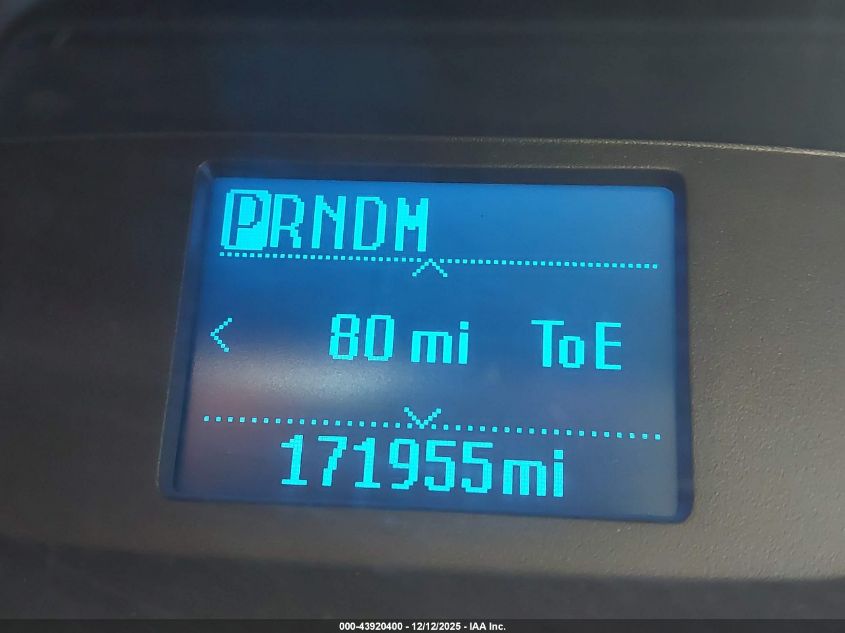 PRNDM
80 mi ToE
171955mi
000-43920400 - 12/12/2025 - IAA Inc.